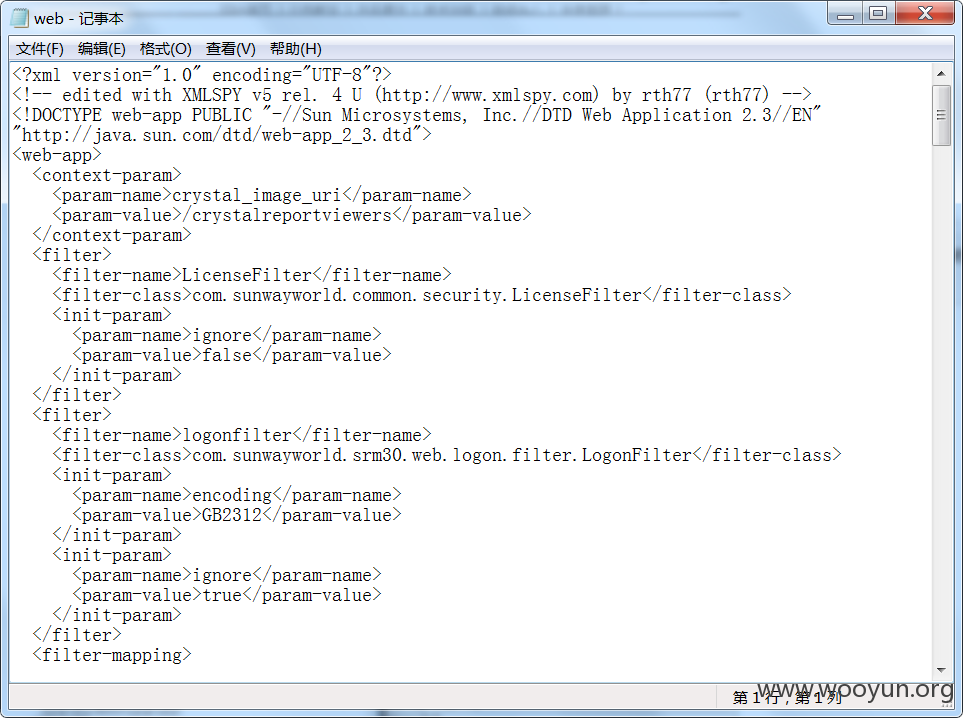 web - 记事本
文件(F) 编辑(E) 格式(O) 查看(V) 帮助(H)
<?xml version="1.0" encoding="UTF-8"?>
<!-- edited with XMLSPY v5 rel. 4 U (http://www.xmlspy.com) by rth77 (rth77) -->
<!DOCTYPE web-app PUBLIC "-//Sun Microsystems, Inc.//DTD Web Application 2.3//EN"
"http://java.sun.com/dtd/web-app_2_3.dtd">
<web-app>
  <context-param>
    <param-name>crystal_image_uri</param-name>
    <param-value>/crystalreportviewers</param-value>
  </context-param>
  <filter>
    <filter-name>LicenseFilter</filter-name>
    <filter-class>com.sunwayworld.common.security.LicenseFilter</filter-class>
    <init-param>
      <param-name>ignore</param-name>
      <param-value>false</param-value>
    </init-param>
  </filter>
  <filter>
    <filter-name>logonfilter</filter-name>
    <filter-class>com.sunwayworld.srm30.web.logon.filter.LogonFilter</filter-class>
    <init-param>
      <param-name>encoding</param-name>
      <param-value>GB2312</param-value>
    </init-param>
    <init-param>
      <param-name>ignore</param-name>
      <param-value>true</param-value>
    </init-param>
  </filter>
  <filter-mapping>
第 1 行，第 1 列
www.wooyun.org